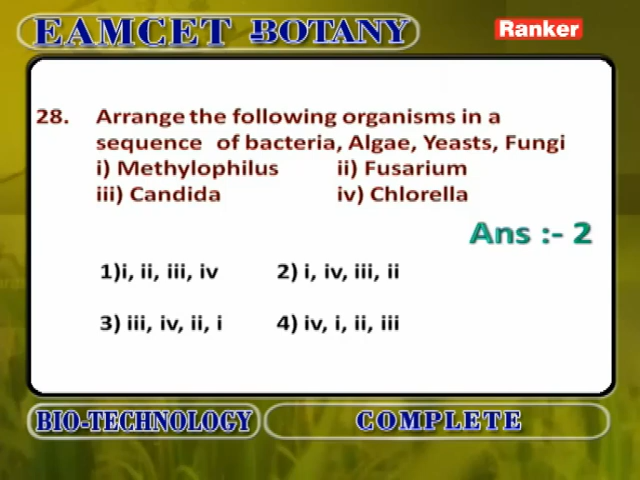 EAMCET -BOTANY
Ranker
28. Arrange the following organisms in a
sequence of bacteria, Algae, Yeasts, Fungi
i) Methylophilus ii) Fusarium
iii) Candida iv) Chlorella
Ans :- 2
1)i, ii, iii, iv 2) i, iv, iii, ii
3) iii, iv, ii, i 4) iv, i, ii, iii
BIO-TECHNOLOGY COMPLETE